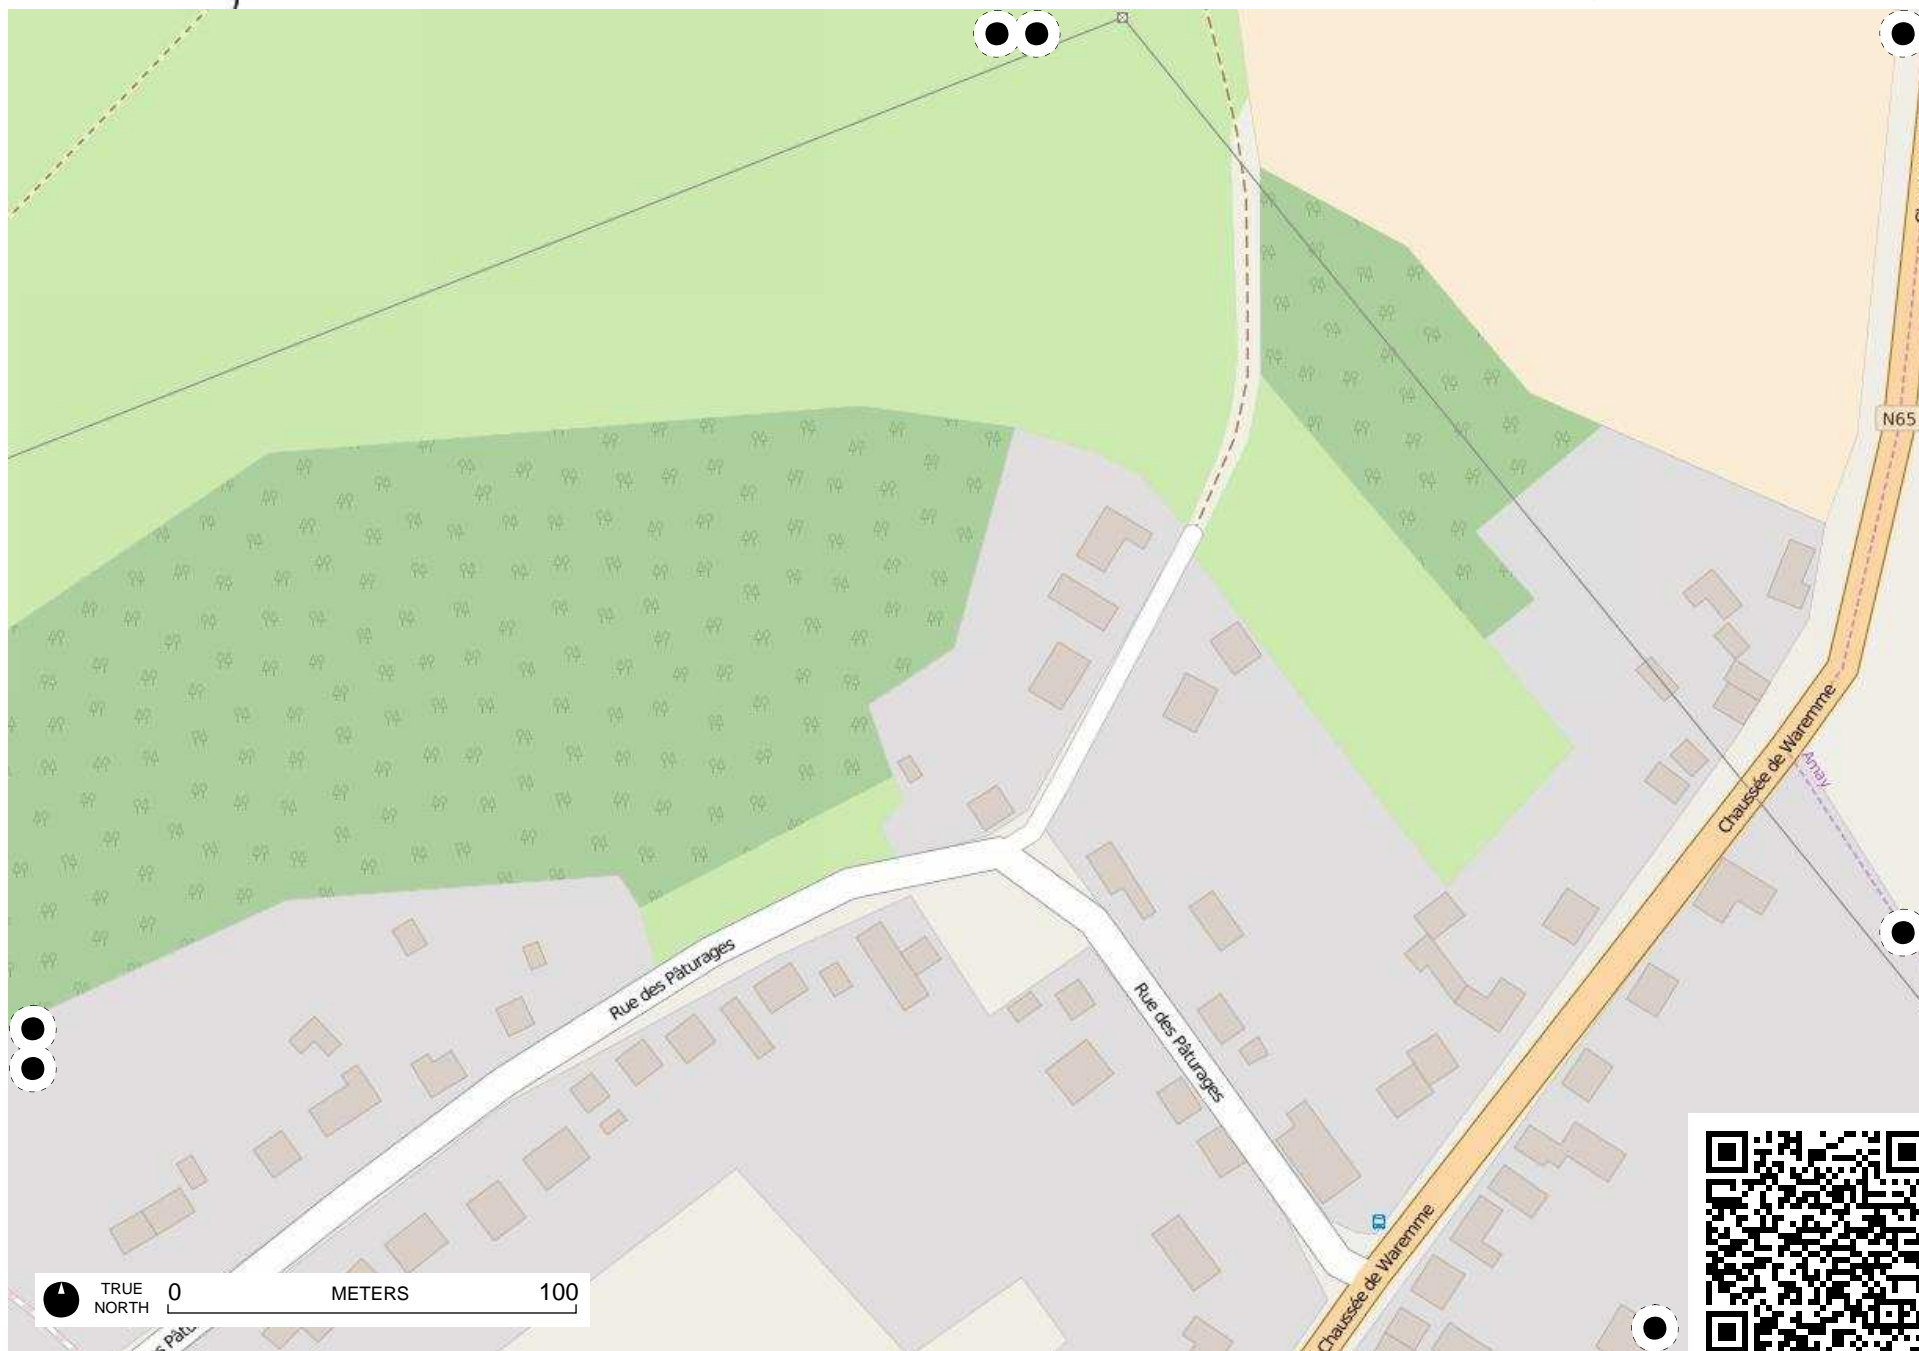 N65
Chaussée de Waremme
Amay
Rue des Pâturages
Rue des Pâturages
Chaussée de Waremme
TRUE
NORTH
0 METERS 100